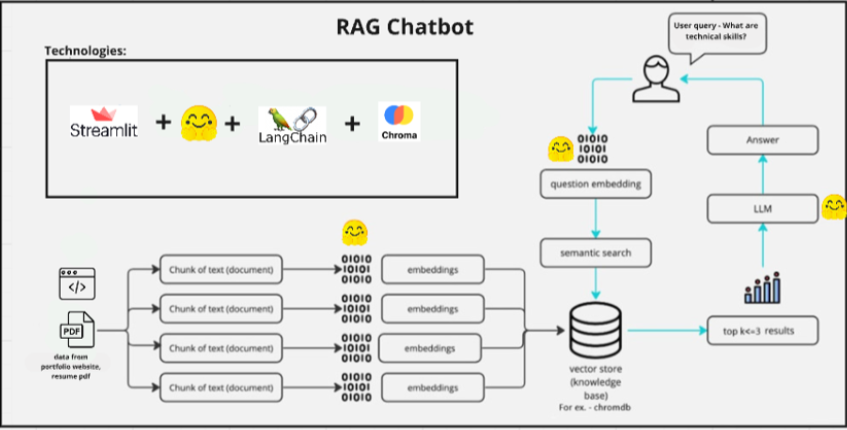 RAG Chatbot
Technologies:
Streamlit
+
+
LangChain
+
Chroma
User query - What are
technical skills?
01010
10101
01010
question embedding
semantic search
Answer
LLM
top k<=3 results
</>
PDF
data from
portfolio website,
resume pdf
Chunk of text (document)
01010
10101
01010
embeddings
Chunk of text (document)
01010
10101
01010
embeddings
Chunk of text (document)
01010
10101
01010
embeddings
Chunk of text (document)
01010
10101
01010
embeddings
vector store
(knowledge
base)
For ex. - chromdb